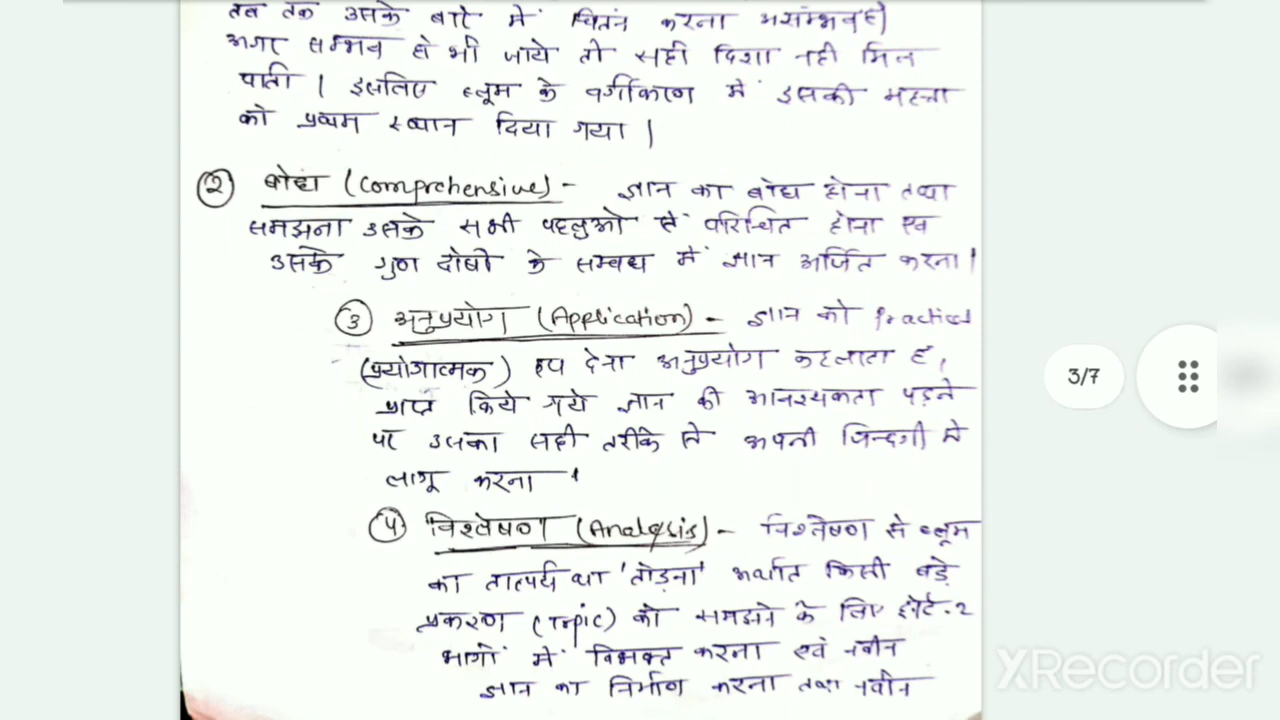 तब तक उसके बारे में चिंतन करना असंम्भव है।
अगर सम्भव हो भी जाये तो सही दिशा नही मिल
पाती। इसलिए ब्लूम के वर्गीकरण में इसकी महत्ता
को प्रथम स्थान दिया गया।
② बोध (Comprehensive) - ज्ञान का बोध होना तथा
समझना उसके सभी पहलुओ से परिचित होना एव
उसके गुण दोषो के सम्बध में ज्ञान अर्जित करना।
③ अनुप्रयोग (Application) - ज्ञान को Practical
(प्रयोगात्मक) रूप देना अनुप्रयोग कहलाता है,
प्राप्त किये गये ज्ञान की आवश्यकता पड़ने
पर उसका सही तरीके से अपनी जिन्दगी मे
लागू करना।
④ विश्लेषण (Analysis) - विश्लेषण से ब्लूम
का तात्पर्य था 'तोड़ना' अर्थात किसी बड़े
प्रकरण (Topic) को समझने के लिए छोटे-2
भागों में विभक्त करना एवं नवीन
ज्ञान का निर्माण करना तथा नवीन
3/7
XRecorder